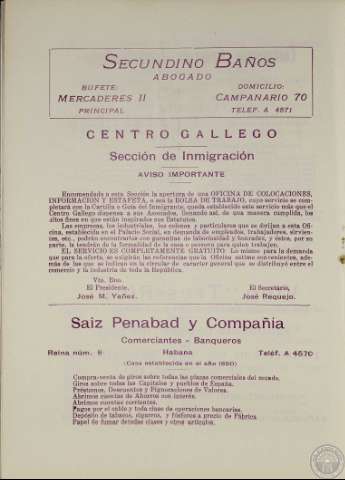 SECUNDINO BAÑOS
ABOGADO
BUFETE:
MERCADERES 11
PRINCIPAL
DOMICILIO:
CAMPANARIO 70
TELEF. A 4571
CENTRO GALLEGO
Sección de Inmigración
AVISO IMPORTANTE
Encomendada a esta Sección la apertura de una OFICINA DE COLOCACIONES,
INFORMACION Y ESTAFETA, o sea la BOLSA DE TRABAJO, cuyo servicio se com-
pletará con la Cartilla o Guía del Inmigrante, queda establecido este servicio más que el
Centro Gallego dispensa a sus Asociados, llenando así, de una manera cumplida, los
altos fines en que están inspirados sus Estatutos.
Las empresas, los industriales, los colonos y particulares que se dirijan a esta Ofi-
cina, establecida en el Palacio Social, en demanda de empleados, trabajadores, sirvien-
tes, etc., podrán encontrarlos con garantías de laboriosidad y honradez, y éstos, por su
parte, la tendrán de la formalidad de la casa o persona para quien trabajen.
EL SERVICIO ES COMPLETAMENTE GRATUITO. Lo mismo para la demanda
que para la oferta, se exigirán las referencias que la Oficina estime convenientes, ade-
más de las que se indican en la circular de caracter general que se distribuyó entre el
comercio y la industria de toda la República.
Vto. Bno.
El Presidente,
JOSÉ M. YAÑEZ.
El Secretario,
JOSÉ REQUEJO.
Saiz Penabad y Compañia
Comerciantes - Banqueros
Reina núm.
Habana
Teléf. A 4570
(Casa establecida en el año 1880)
Compra-venta de giros sobre todas las plazas comerciales del mundo.
Giros sobre todas las Capitales y pueblos de España.
Préstamos, Descuentos y Pignoraciones de Valores.
Abrimos cuentas de Ahorros con interés.
Abrimos cuentas corrientes.
Pagos por el cable y toda clase de operaciones bancarias.
Depósito de tabacos, cigarros, y fósforos a precio de Fábrica.
Papel de fumar de todas clases y otros artículos.